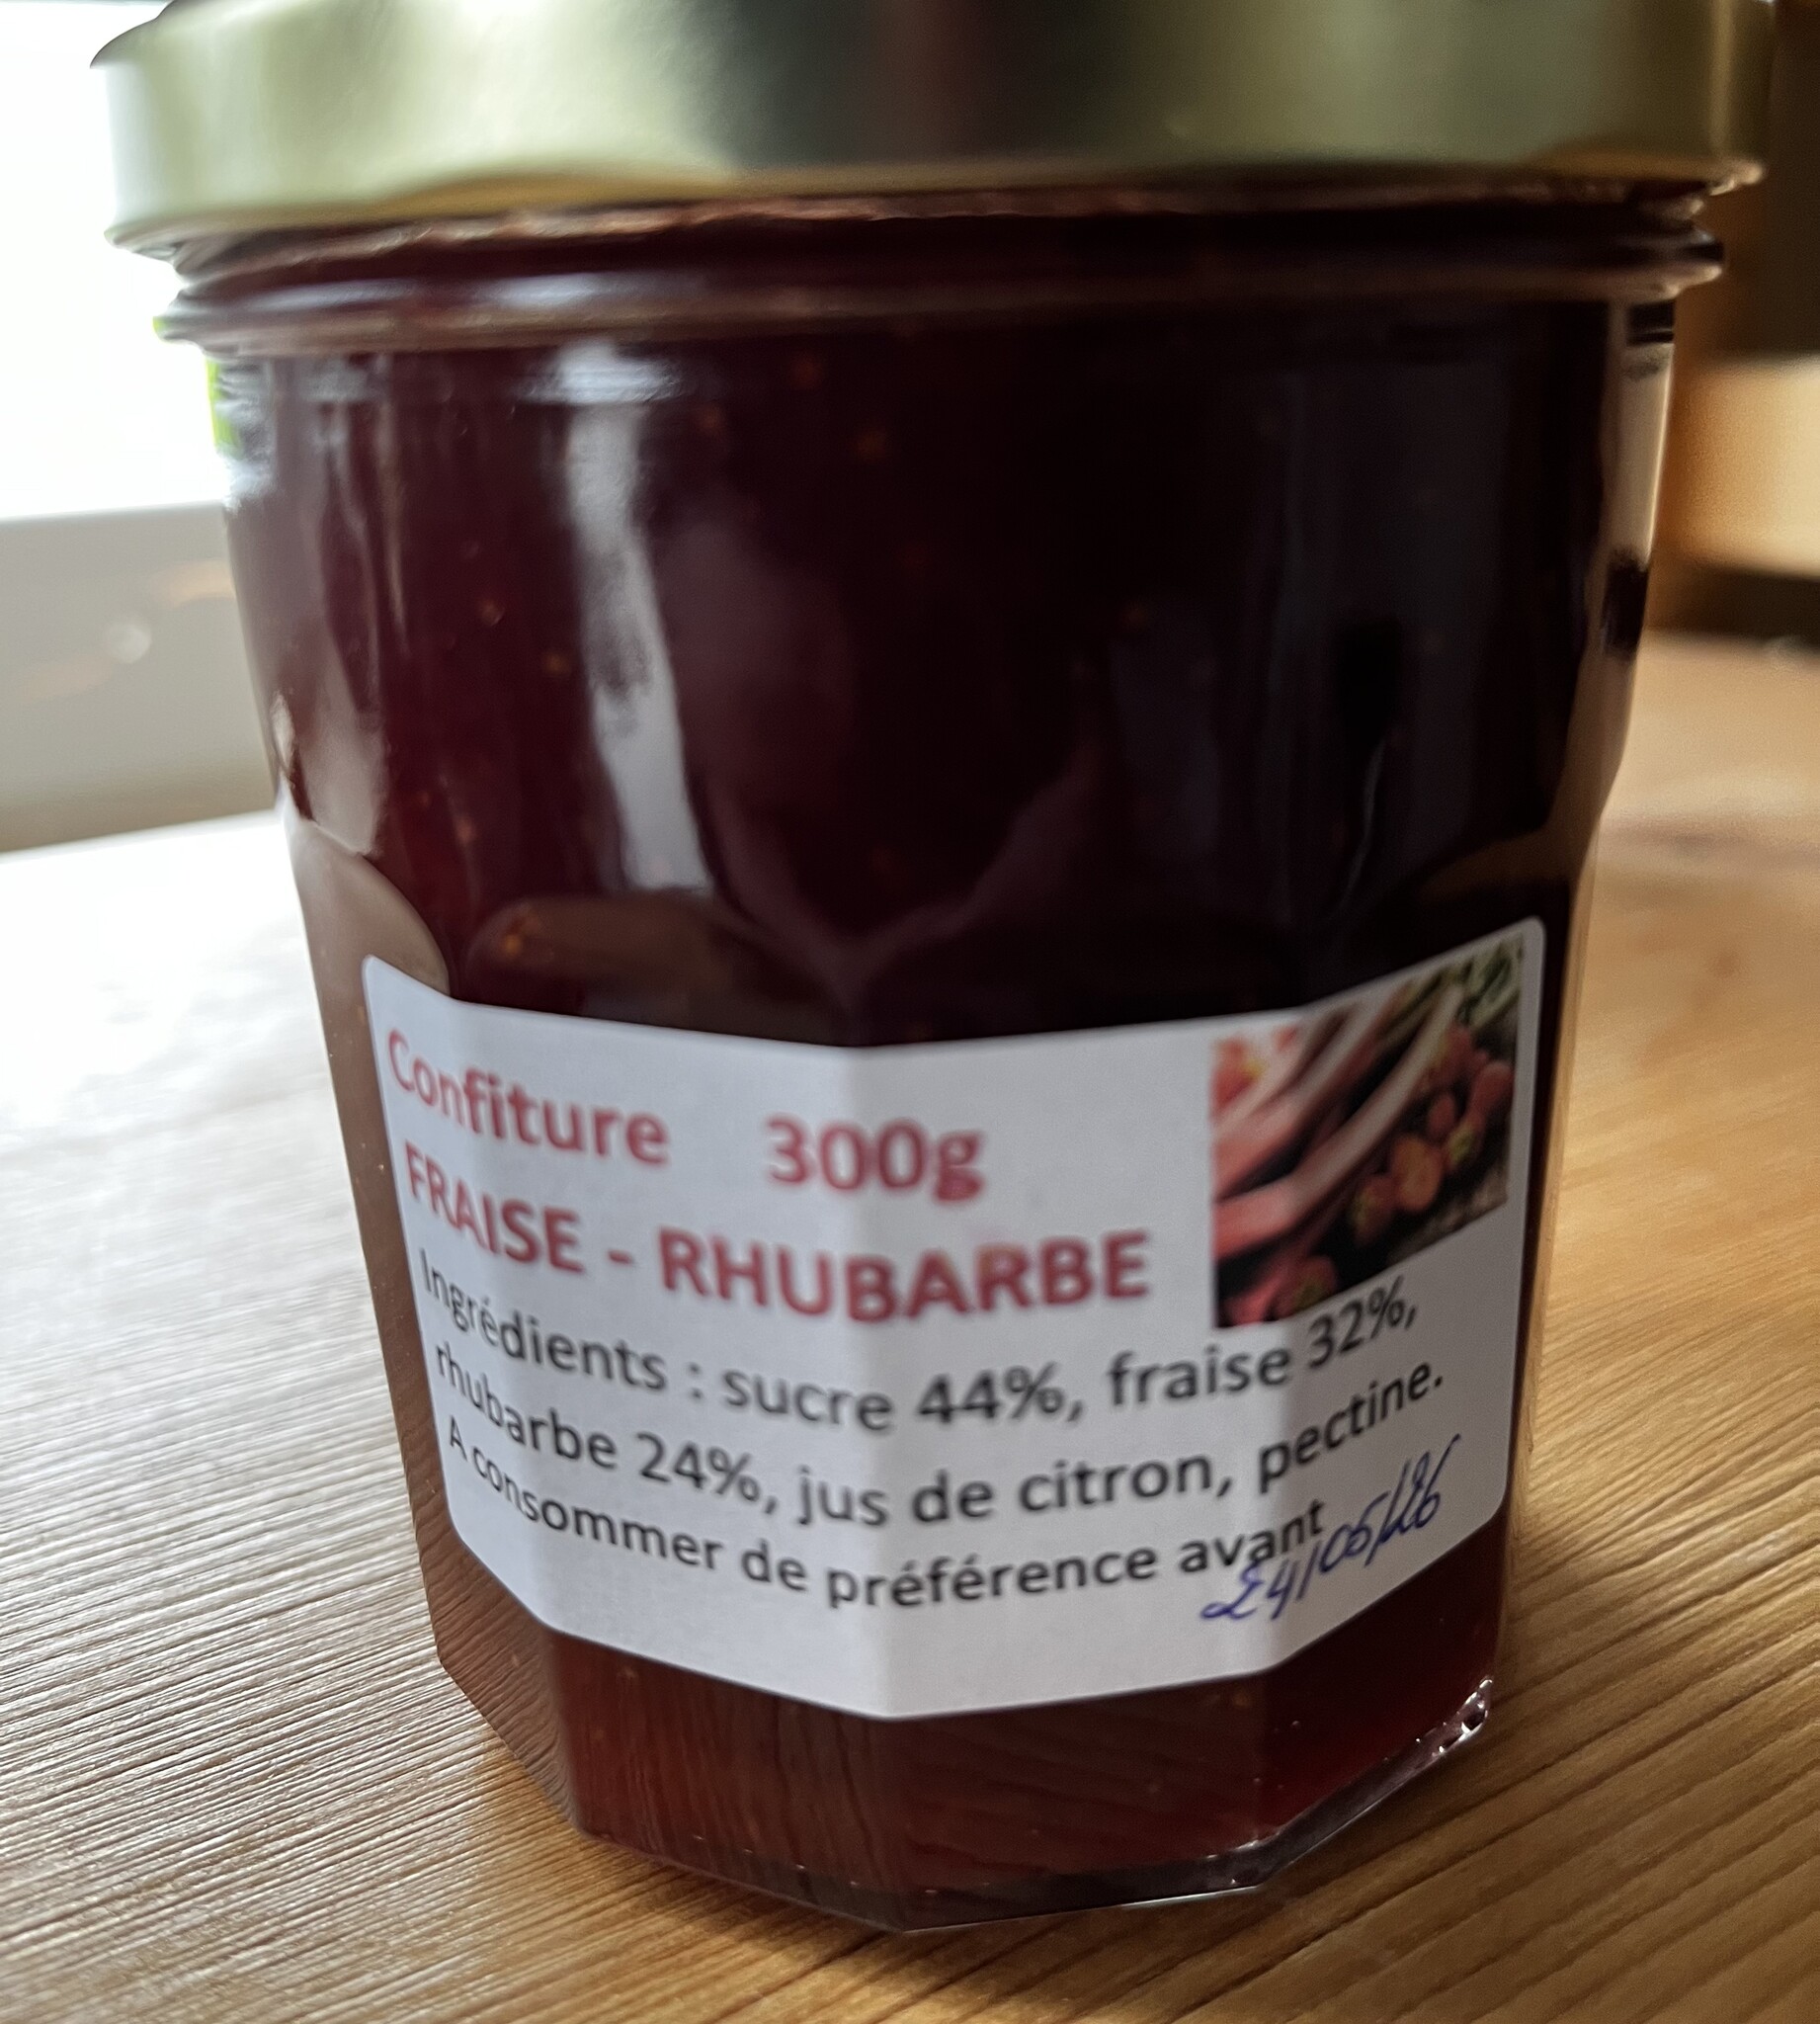 Confiture 300g
FRAISE - RHUBARBE
Ingrédients : sucre 44%, fraise 32%,
rhubarbe 24%, jus de citron, pectine.
A consommer de préférence avant
24/05/26